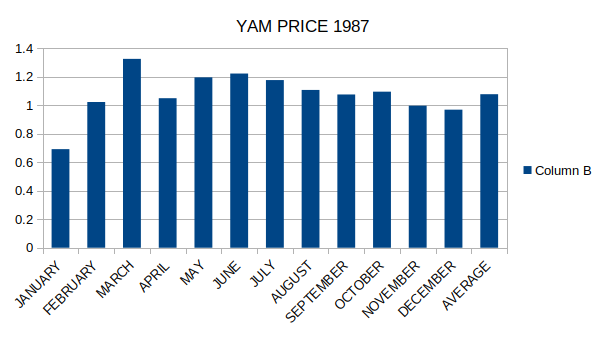 YAM PRICE 1987
1.4
1.2
1
0.8
0.6
0.4
0.2
0
JANUARY
FEBRUARY
MARCH
APRIL
MAY
JUNE
JULY
AUGUST
SEPTEMBER
OCTOBER
NOVEMBER
DECEMBER
AVERAGE
Column B